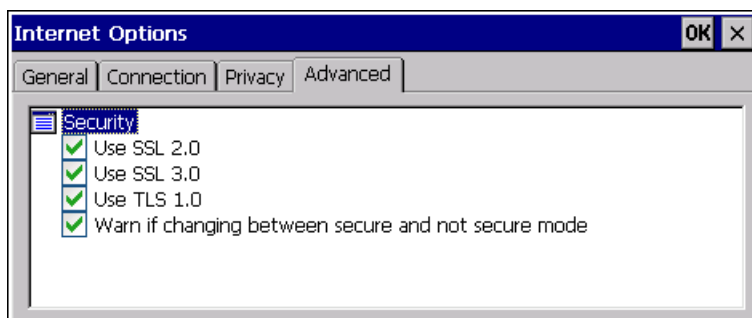 Internet Options OK ×
General Connection Privacy Advanced
Security
Use SSL 2.0
Use SSL 3.0
Use TLS 1.0
Warn if changing between secure and not secure mode